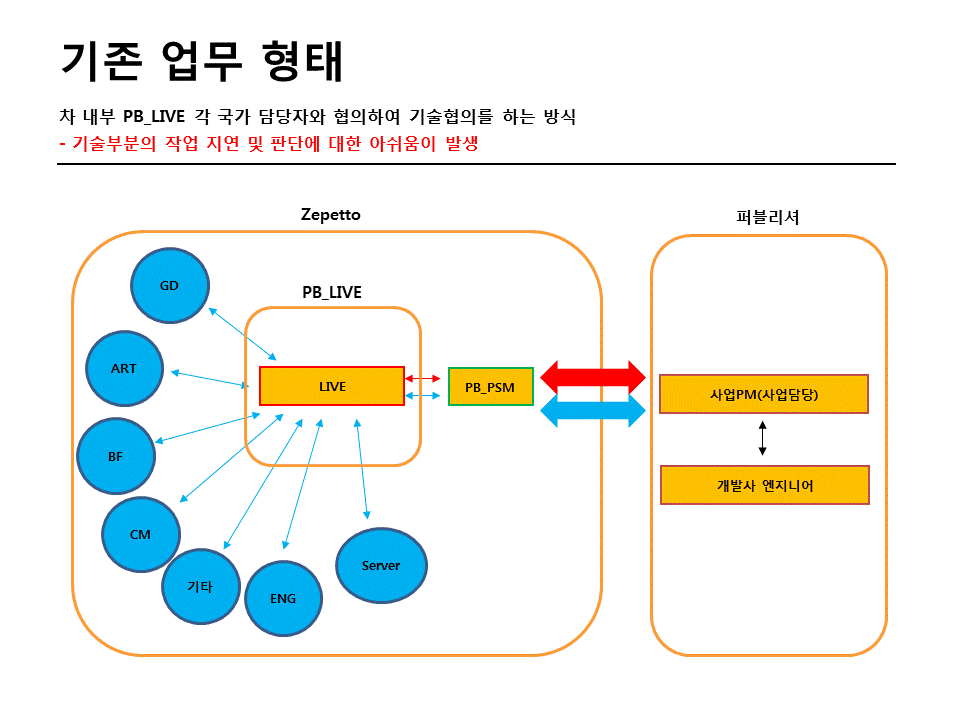 기존 업무 형태
차 내부 PB_LIVE 각 국가 담당자와 협의하여 기술협의를 하는 방식
- 기술부분의 작업 지연 및 판단에 대한 아쉬움이 발생
Zepetto
퍼블리셔
GD
PB_LIVE
ART
LIVE
PB_PSM
사업PM(사업담당)
BF
개발사 엔지니어
CM
기타
ENG
Server